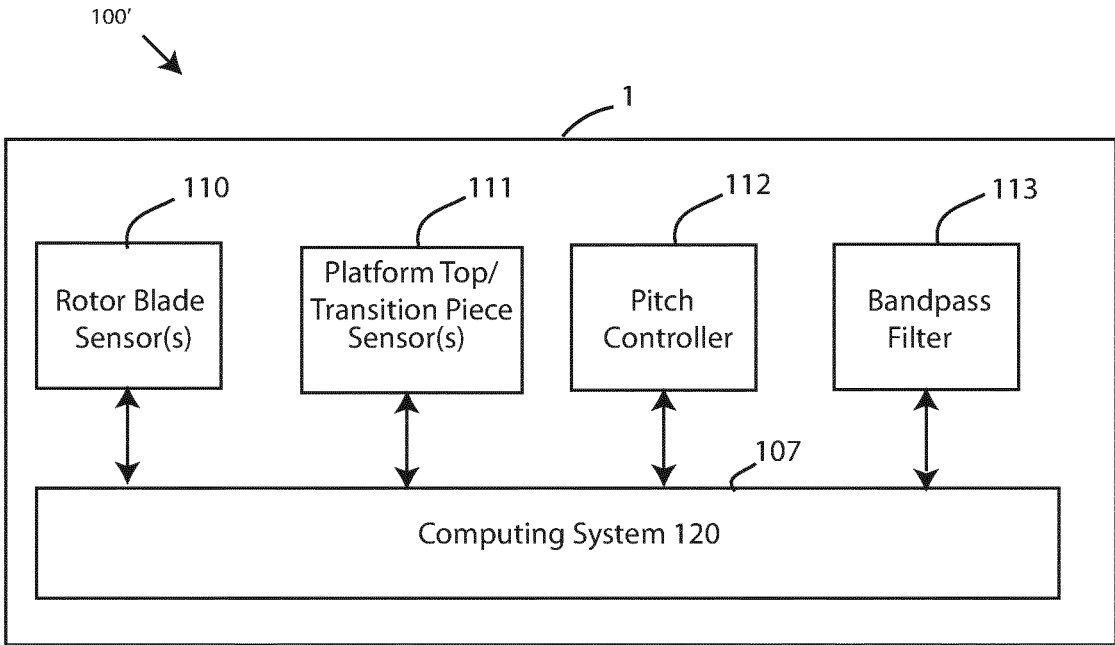 100'
1
110
111
112
113
Rotor Blade
Sensor(s)
Platform Top/
Transition Piece
Sensor(s)
Pitch
Controller
Bandpass
Filter
107
Computing System 120